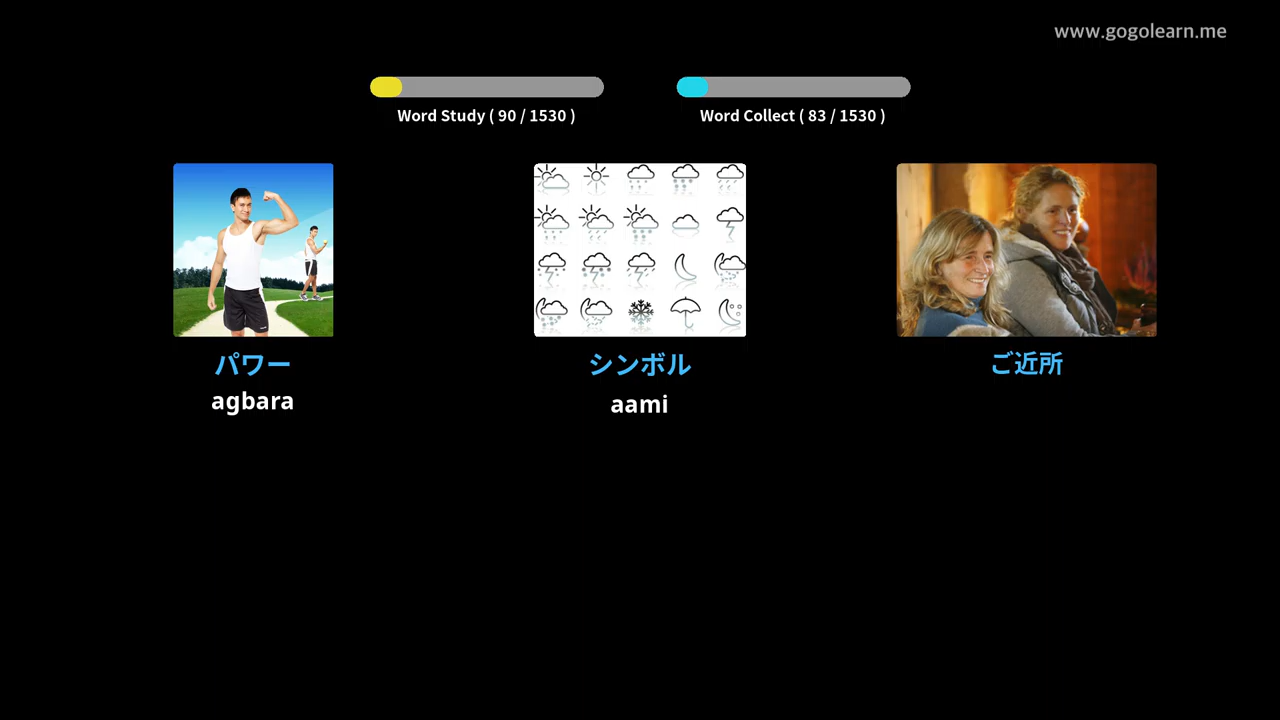 www.gogolearn.me
Word Study ( 90 / 1530 )
Word Collect ( 83 / 1530 )
パワー
agbara
シンボル
aami
ご近所